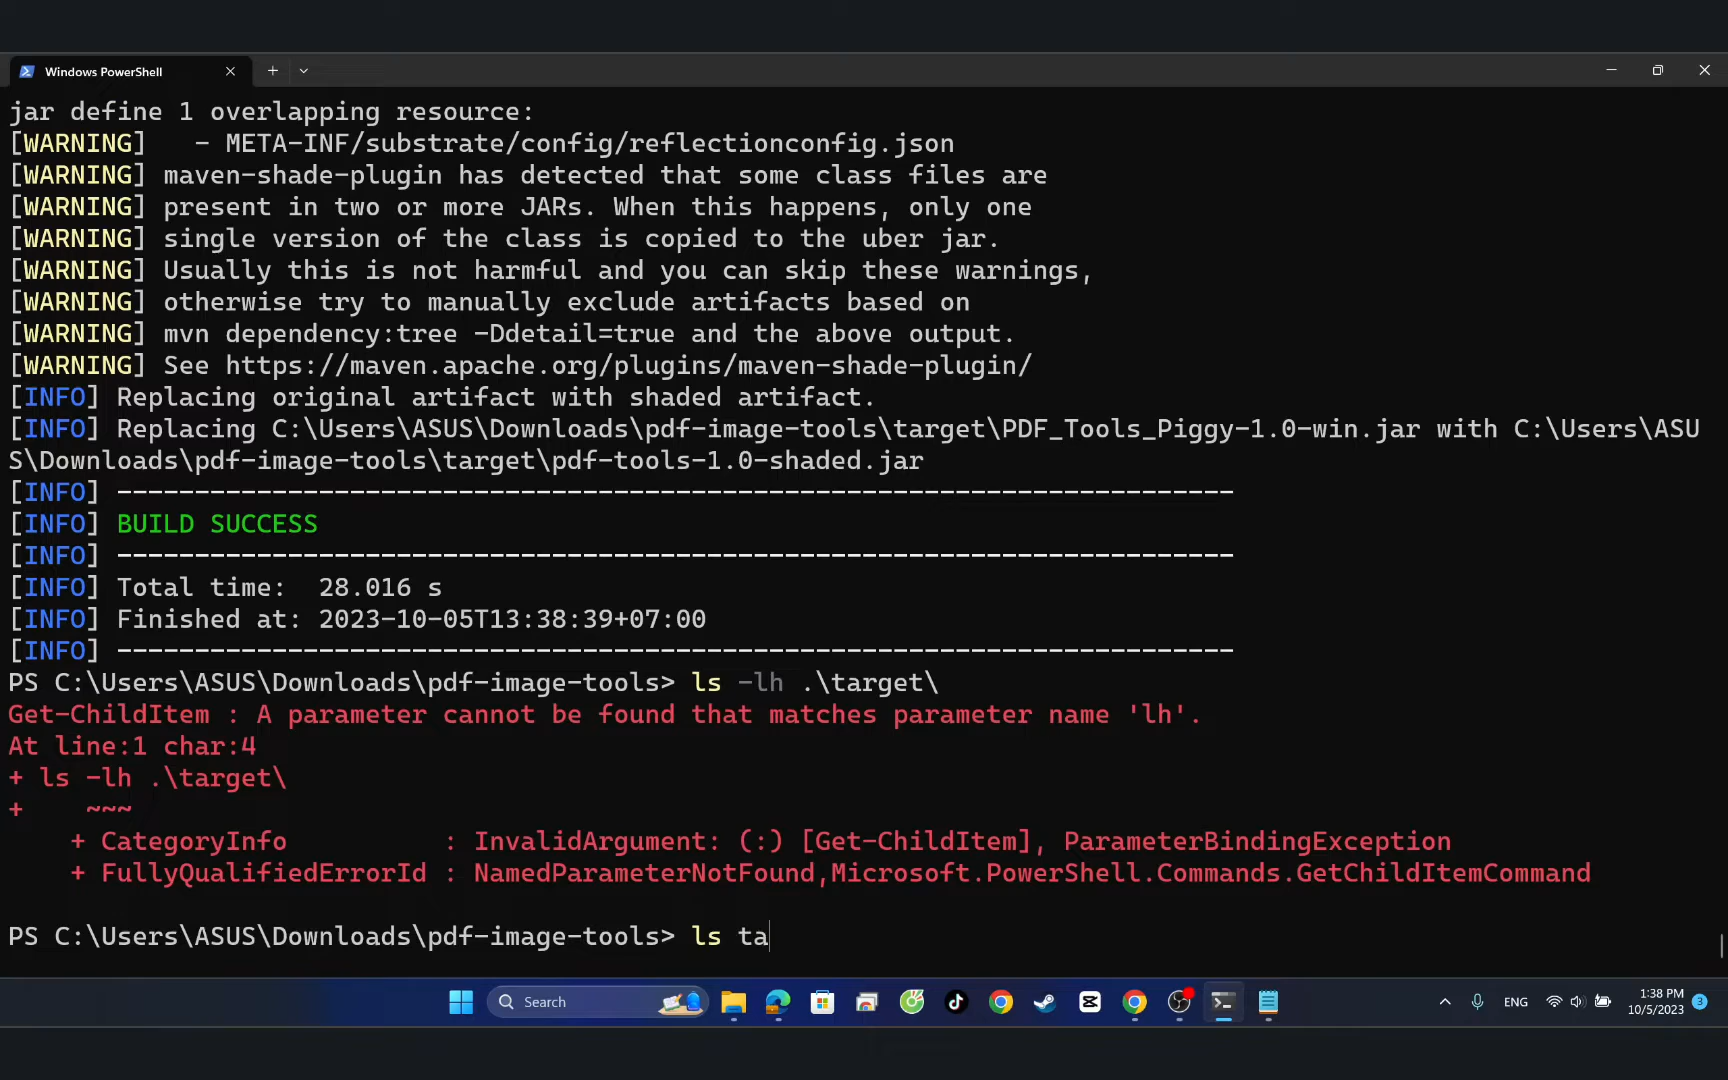 Windows PowerShell
jar define 1 overlapping resource:
[WARNING]   - META-INF/substrate/config/reflectionconfig.json
[WARNING] maven-shade-plugin has detected that some class files are
[WARNING] present in two or more JARs. When this happens, only one
[WARNING] single version of the class is copied to the uber jar.
[WARNING] Usually this is not harmful and you can skip these warnings,
[WARNING] otherwise try to manually exclude artifacts based on
[WARNING] mvn dependency:tree -Ddetail=true and the above output.
[WARNING] See https://maven.apache.org/plugins/maven-shade-plugin/
[INFO] Replacing original artifact with shaded artifact.
[INFO] Replacing C:\Users\ASUS\Downloads\pdf-image-tools\target\PDF_Tools_Piggy-1.0-win.jar with C:\Users\ASU
S\Downloads\pdf-image-tools\target\pdf-tools-1.0-shaded.jar
[INFO] ------------------------------------------------------------------------
[INFO] BUILD SUCCESS
[INFO] ------------------------------------------------------------------------
[INFO] Total time:  28.016 s
[INFO] Finished at: 2023-10-05T13:38:39+07:00
[INFO] ------------------------------------------------------------------------
PS C:\Users\ASUS\Downloads\pdf-image-tools> ls -lh .\target\
Get-ChildItem : A parameter cannot be found that matches parameter name 'lh'.
At line:1 char:4
+ ls -lh .\target\
+    ~~~
    + CategoryInfo          : InvalidArgument: (:) [Get-ChildItem], ParameterBindingException
    + FullyQualifiedErrorId : NamedParameterNotFound,Microsoft.PowerShell.Commands.GetChildItemCommand
PS C:\Users\ASUS\Downloads\pdf-image-tools> ls ta
Search
ENG
1:38 PM
10/5/2023
3